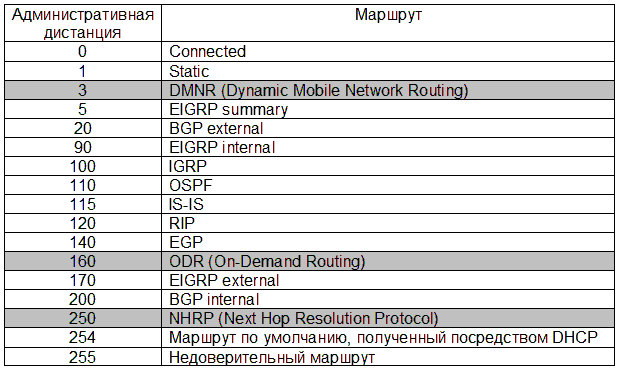 Административная Маршрут
дистанция
0 Connected
1 Static
3 DMNR (Dynamic Mobile Network Routing)
5 EIGRP summary
20 BGP external
90 EIGRP internal
100 IGRP
110 OSPF
115 IS-IS
120 RIP
140 EGP
160 ODR (On-Demand Routing)
170 EIGRP external
200 BGP internal
250 NHRP (Next Hop Resolution Protocol)
254 Маршрут по умолчанию, полученный посредством DHCP
255 Недоверительный маршрут